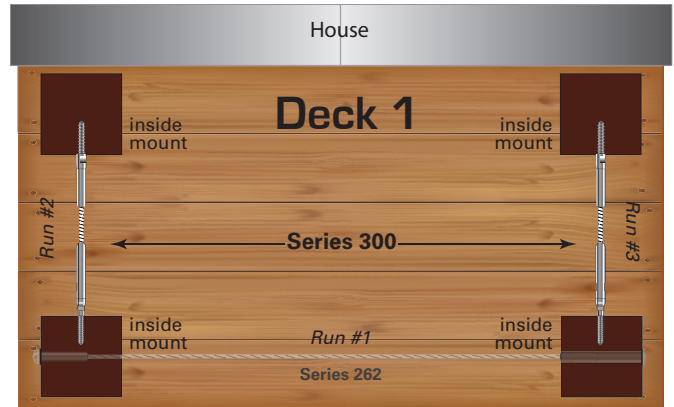 House
Deck 1
inside
mount
inside
mount
Run #2
Series 300
Run #3
inside
mount
Run #1
inside
mount
Series 262